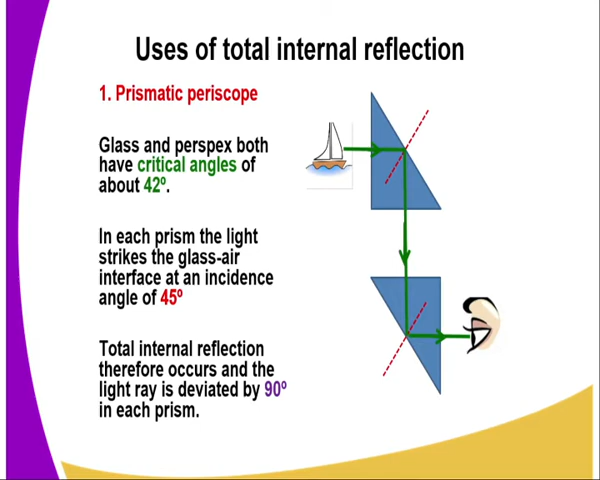 Uses of total internal reflection
1. Prismatic periscope
Glass and perspex both
have critical angles of
about 42º.
In each prism the light
strikes the glass-air
interface at an incidence
angle of 45º
Total internal reflection
therefore occurs and the
light ray is deviated by 90º
in each prism.